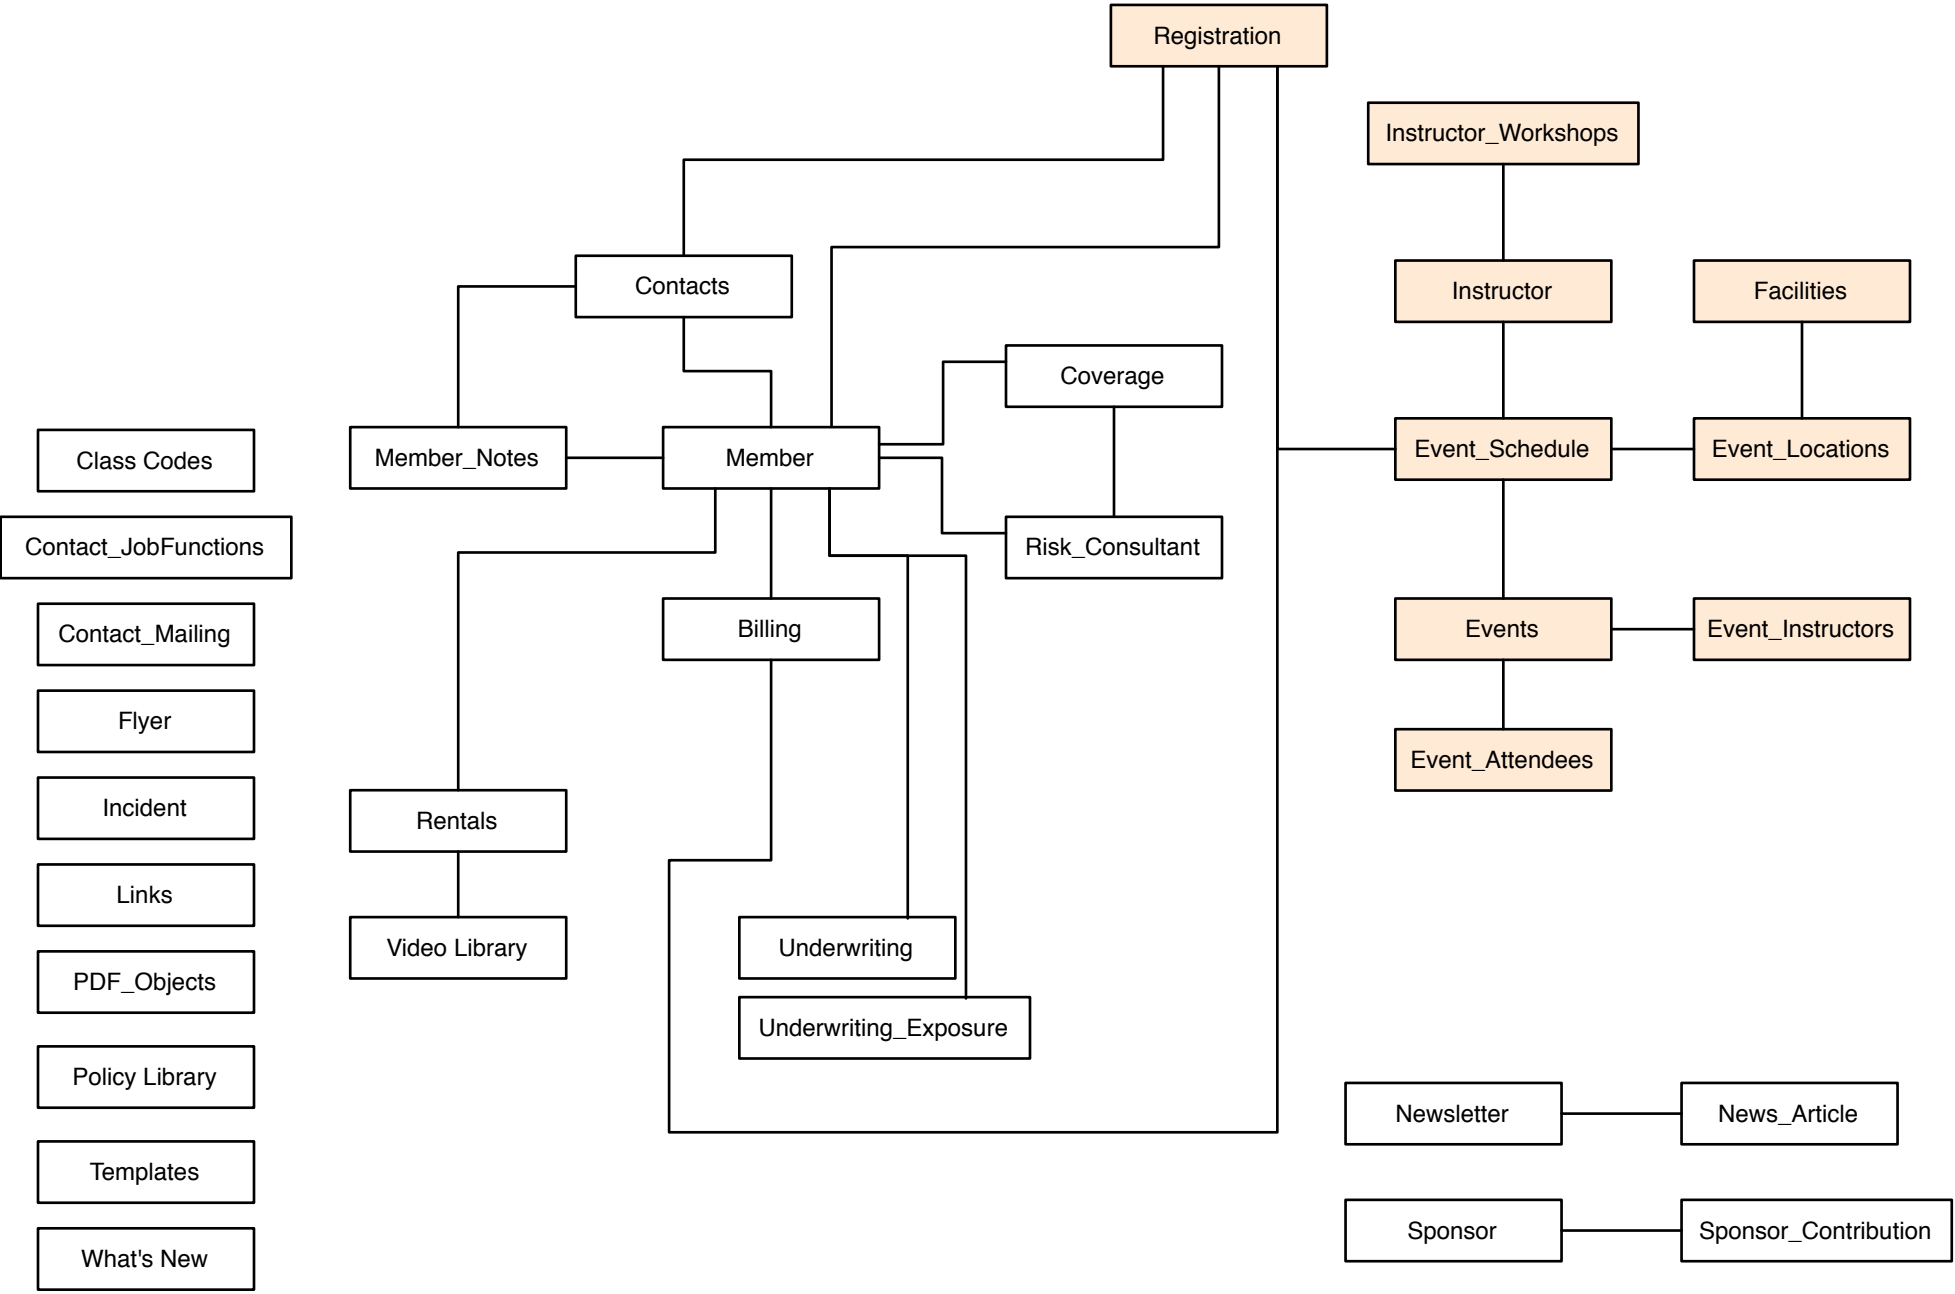 Registration
Instructor_Workshops
Contacts
Instructor
Facilities
Coverage
Class Codes
Member_Notes
Member
Event_Schedule
Event_Locations
Contact_JobFunctions
Risk_Consultant
Contact_Mailing
Billing
Events
Event_Instructors
Flyer
Event_Attendees
Incident
Rentals
Links
Video Library
Underwriting
PDF_Objects
Underwriting_Exposure
Policy Library
Newsletter
News_Article
Templates
Sponsor
Sponsor_Contribution
What's New